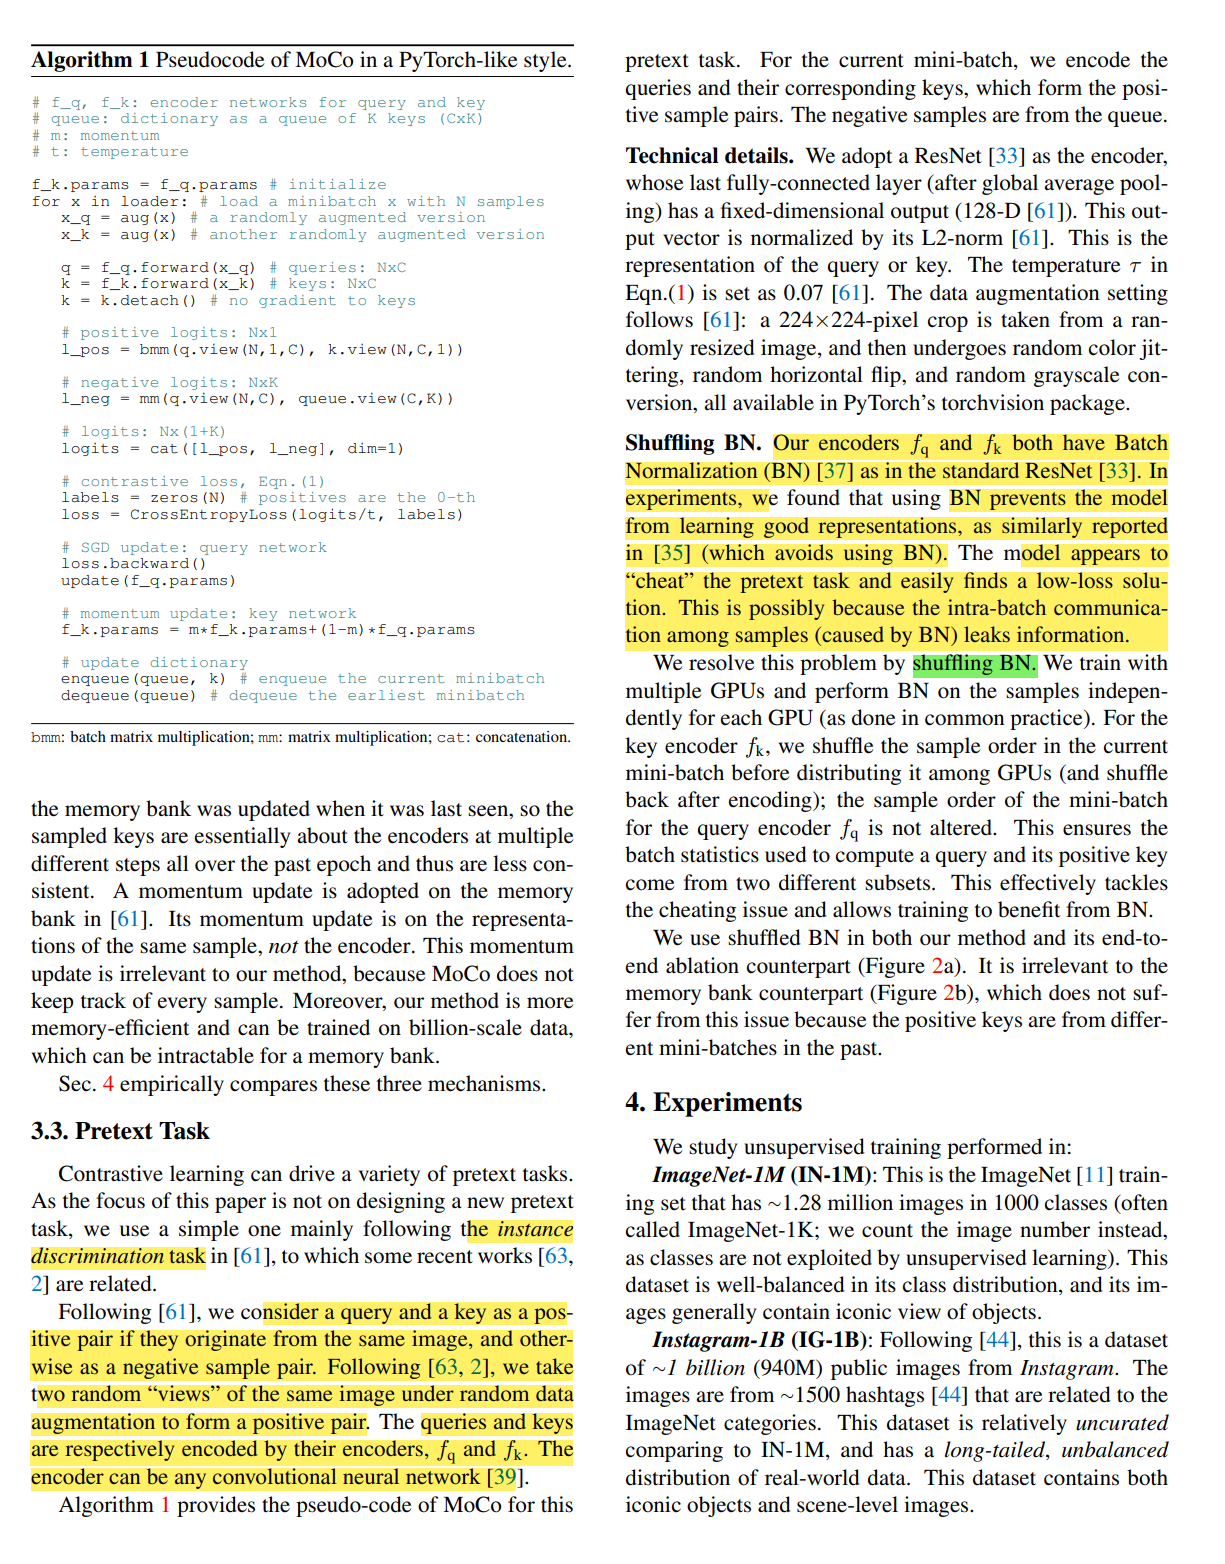 Algorithm 1 Pseudocode of MoCo in a PyTorch-like style.
# f_q, f_k: encoder networks for query and key
# queue: dictionary as a queue of K keys (CxK)
# m: momentum
# t: temperature
f_k.params = f_q.params # initialize
for x in loader: # load a minibatch x with N samples
x_q = aug(x) # a randomly augmented version
x_k = aug(x) # another randomly augmented version
q = f_q.forward(x_q) # queries: NxC
k = f_k.forward(x_k) # keys: NxC
k = k.detach() # no gradient to keys
# positive logits: Nx1
l_pos = bmm(q.view(N,1,C), k.view(N,C,1))
# negative logits: NxK
l_neg = mm(q.view(N,C), queue.view(C,K))
# logits: Nx(1+K)
logits = cat([l_pos, l_neg], dim=1)
# contrastive loss, Eqn.(1)
labels = zeros(N) # positives are the 0-th
loss = CrossEntropyLoss(logits/t, labels)
# SGD update: query network
loss.backward()
update(f_q.params)
# momentum update: key network
f_k.params = m*f_k.params+(1-m)*f_q.params
# update dictionary
enqueue(queue, k) # enqueue the current minibatch
dequeue(queue) # dequeue the earliest minibatch
bmm: batch matrix multiplication; mm: matrix multiplication; cat: concatenation.
the memory bank was updated when it was last seen, so the
sampled keys are essentially about the encoders at multiple
different steps all over the past epoch and thus are less con-
sistent. A momentum update is adopted on the memory
bank in [61]. Its momentum update is on the representa-
tions of the same sample, not the encoder. This momentum
update is irrelevant to our method, because MoCo does not
keep track of every sample. Moreover, our method is more
memory-efficient and can be trained on billion-scale data,
which can be intractable for a memory bank.
Sec. 4 empirically compares these three mechanisms.
3.3. Pretext Task
Contrastive learning can drive a variety of pretext tasks.
As the focus of this paper is not on designing a new pretext
task, we use a simple one mainly following the instance
discrimination task in [61], to which some recent works [63,
2] are related.
Following [61], we consider a query and a key as a pos-
itive pair if they originate from the same image, and other-
wise as a negative sample pair. Following [63, 2], we take
two random “views” of the same image under random data
augmentation to form a positive pair. The queries and keys
are respectively encoded by their encoders, fq and fk. The
encoder can be any convolutional neural network [39].
Algorithm 1 provides the pseudo-code of MoCo for this
pretext task. For the current mini-batch, we encode the
queries and their corresponding keys, which form the posi-
tive sample pairs. The negative samples are from the queue.
Technical details. We adopt a ResNet [33] as the encoder,
whose last fully-connected layer (after global average pool-
ing) has a fixed-dimensional output (128-D [61]). This out-
put vector is normalized by its L2-norm [61]. This is the
representation of the query or key. The temperature τ in
Eqn.(1) is set as 0.07 [61]. The data augmentation setting
follows [61]: a 224×224-pixel crop is taken from a ran-
domly resized image, and then undergoes random color jit-
tering, random horizontal flip, and random grayscale con-
version, all available in PyTorch’s torchvision package.
Shuffling BN. Our encoders fq and fk both have Batch
Normalization (BN) [37] as in the standard ResNet [33]. In
experiments, we found that using BN prevents the model
from learning good representations, as similarly reported
in [35] (which avoids using BN). The model appears to
“cheat” the pretext task and easily finds a low-loss solu-
tion. This is possibly because the intra-batch communica-
tion among samples (caused by BN) leaks information.
We resolve this problem by shuffling BN. We train with
multiple GPUs and perform BN on the samples indepen-
dently for each GPU (as done in common practice). For the
key encoder fk, we shuffle the sample order in the current
mini-batch before distributing it among GPUs (and shuffle
back after encoding); the sample order of the mini-batch
for the query encoder fq is not altered. This ensures the
batch statistics used to compute a query and its positive key
come from two different subsets. This effectively tackles
the cheating issue and allows training to benefit from BN.
We use shuffled BN in both our method and its end-to-
end ablation counterpart (Figure 2a). It is irrelevant to the
memory bank counterpart (Figure 2b), which does not suf-
fer from this issue because the positive keys are from differ-
ent mini-batches in the past.
4. Experiments
We study unsupervised training performed in:
ImageNet-1M (IN-1M): This is the ImageNet [11] train-
ing set that has ∼1.28 million images in 1000 classes (often
called ImageNet-1K; we count the image number instead,
as classes are not exploited by unsupervised learning). This
dataset is well-balanced in its class distribution, and its im-
ages generally contain iconic view of objects.
Instagram-1B (IG-1B): Following [44], this is a dataset
of ∼1 billion (940M) public images from Instagram. The
images are from ∼1500 hashtags [44] that are related to the
ImageNet categories. This dataset is relatively uncurated
comparing to IN-1M, and has a long-tailed, unbalanced
distribution of real-world data. This dataset contains both
iconic objects and scene-level images.